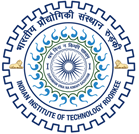 भारतीय प्रौद्योगिकी संस्थान रुड़की
INDIAN INSTITUTE OF TECHNOLOGY ROORKEE